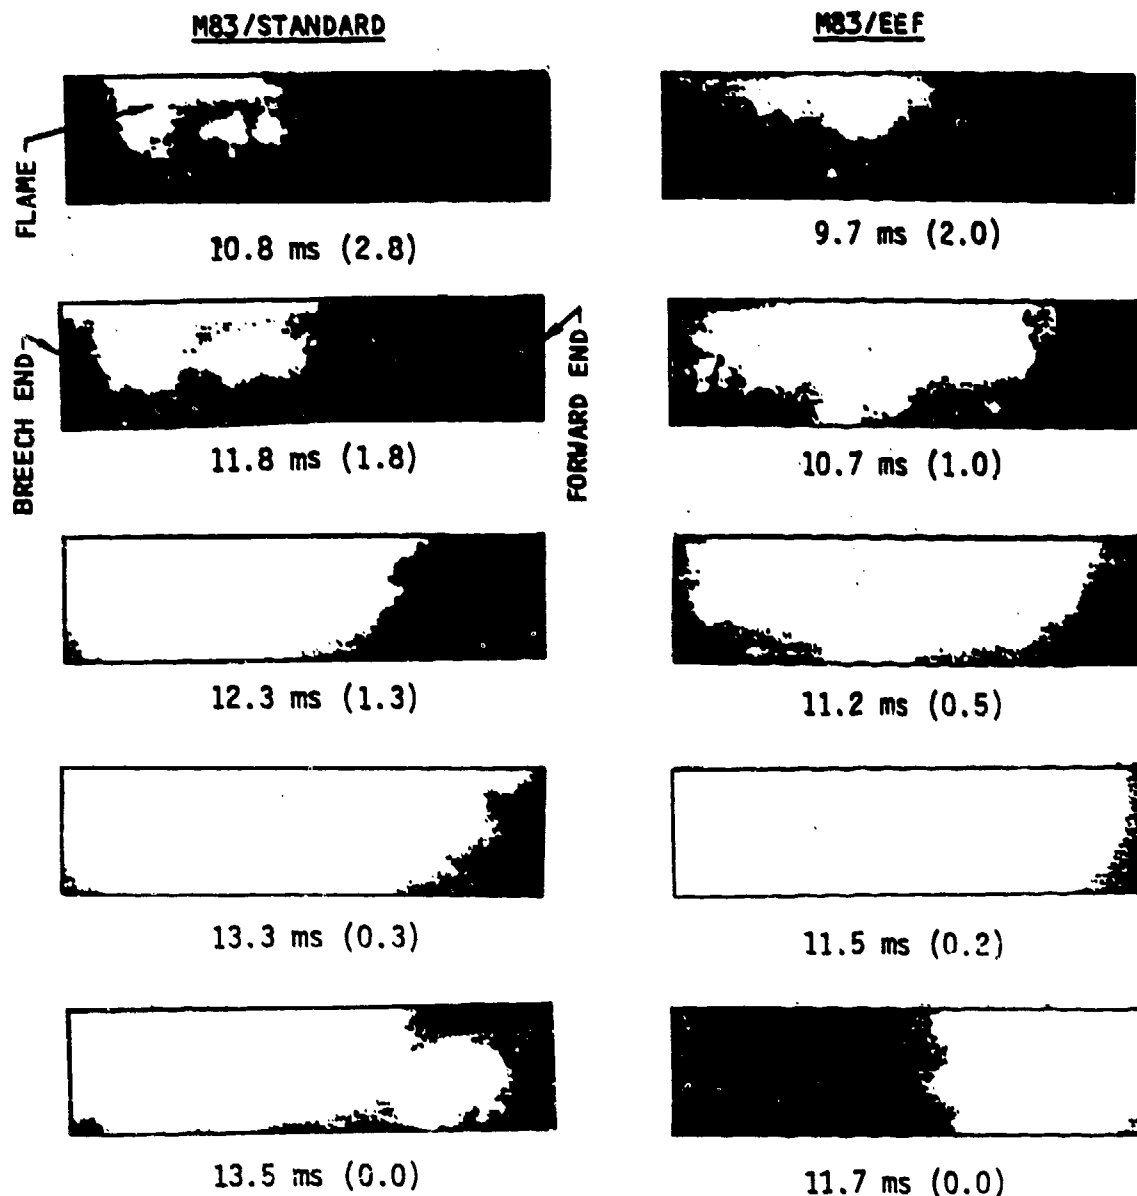 M83/STANDARD
M83/EEF
FLAME
10.8 ms (2.8)
9.7 ms (2.0)
BREECH END
FORWARD END
11.8 ms (1.8)
10.7 ms (1.0)
12.3 ms (1.3)
11.2 ms (0.5)
13.3 ms (0.3)
11.5 ms (0.2)
13.5 ms (0.0)
11.7 ms (0.0)